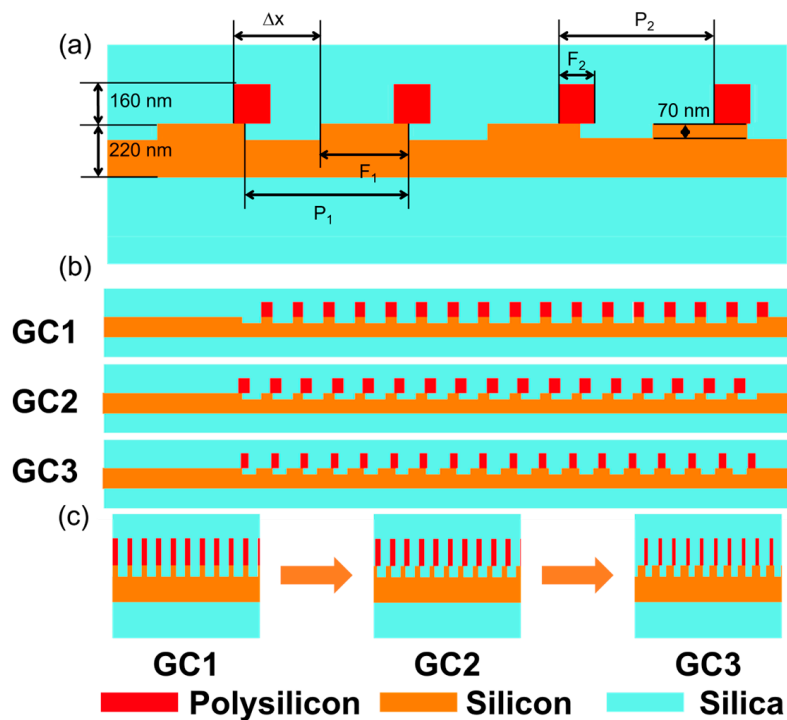 (a)
Δx
P2
F2
160 nm
70 nm
220 nm
F1
P1
(b)
GC1
GC2
GC3
(c)
GC1 GC2 GC3
Polysilicon Silicon Silica